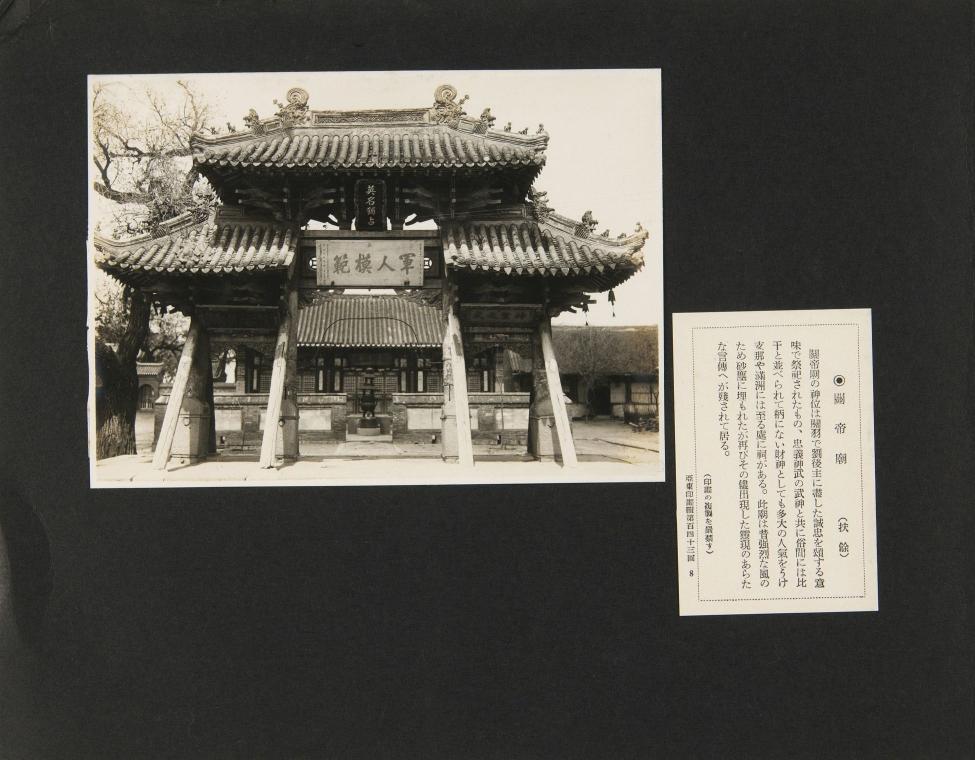 英名猶占
軍人模範
◉關帝廟（扶餘）
關帝廟の神位は關羽で劉後主に盡した誠忠を頌する意
味で祭祀されたもの、忠義神武の武神と共に俗間には比
干と並べられて柄にない財神としても多大の人氣をうけ
支那や滿洲には至る處に祠がある。此廟は昔强烈な風の
ため砂塵に埋もれたが再びその儘出現した靈現のあらた
な言傳へが殘されて居る。
（印畫の複製を嚴禁す）
亞東印畫輯第百四十三回 8